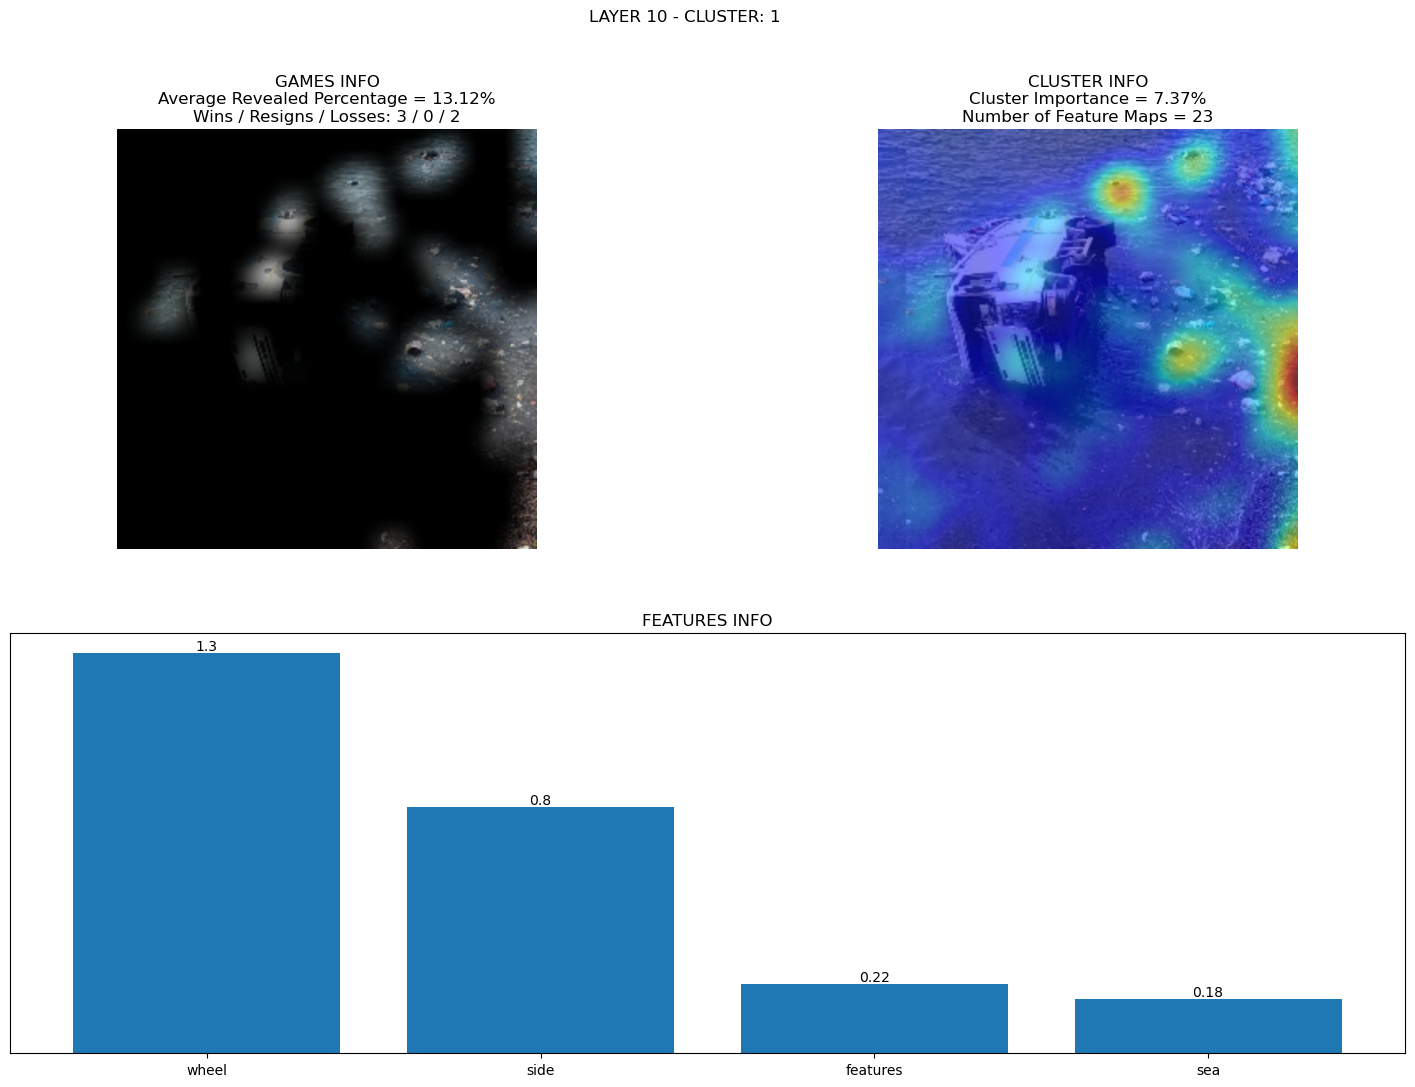 LAYER 10 - CLUSTER: 1
GAMES INFO
Average Revealed Percentage = 13.12%
Wins / Resigns / Losses: 3 / 0 / 2
CLUSTER INFO
Cluster Importance = 7.37%
Number of Feature Maps = 23
FEATURES INFO
1.3
0.8
0.22
0.18
wheel
side
features
sea